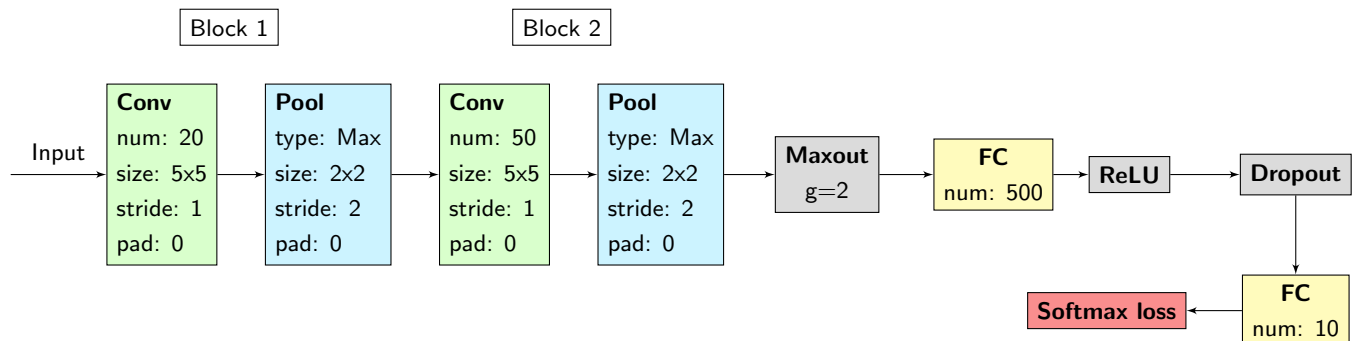 Block 1
Block 2
Input
Conv
num: 20
size: 5x5
stride: 1
pad: 0
Pool
type: Max
size: 2x2
stride: 2
pad: 0
Conv
num: 50
size: 5x5
stride: 1
pad: 0
Pool
type: Max
size: 2x2
stride: 2
pad: 0
Maxout
g=2
FC
num: 500
ReLU
Dropout
FC
num: 10
Softmax loss